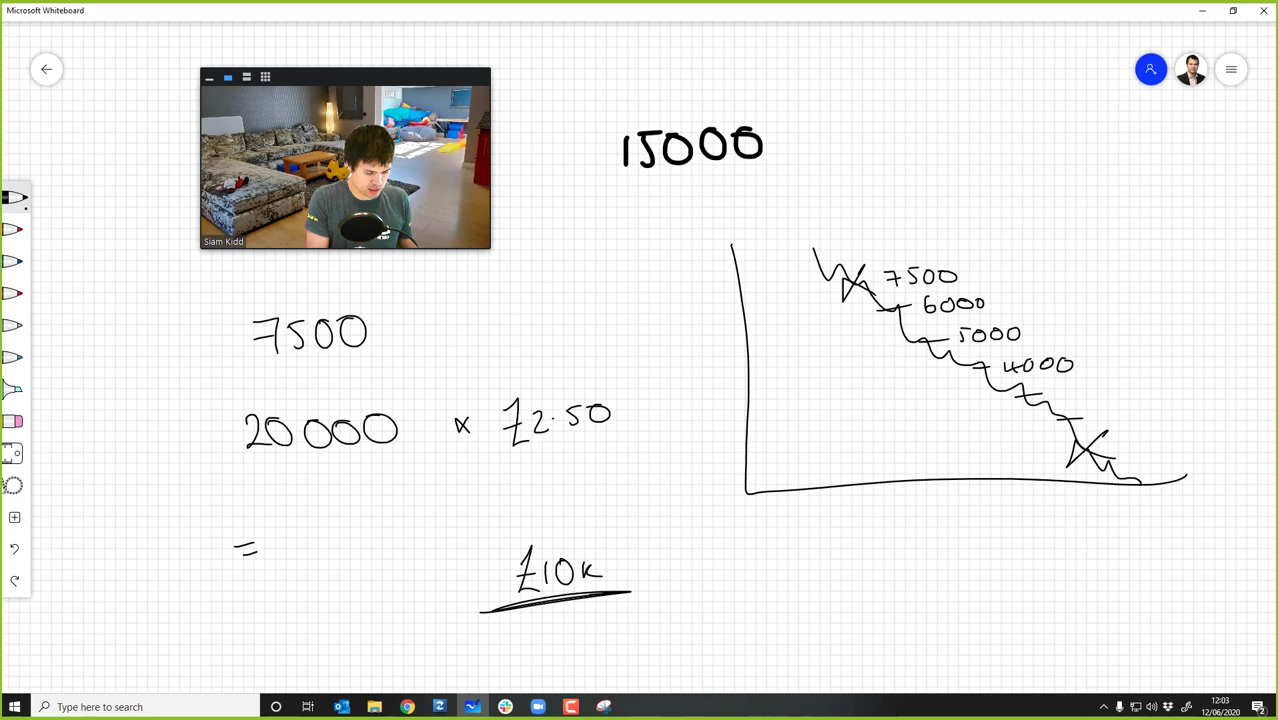 Microsoft Whiteboard
Siam Kidd
15000
7500
6000
5000
4000
7500
20000 x £2.50
=
£10K
Type here to search
12:03
12/06/2020
2